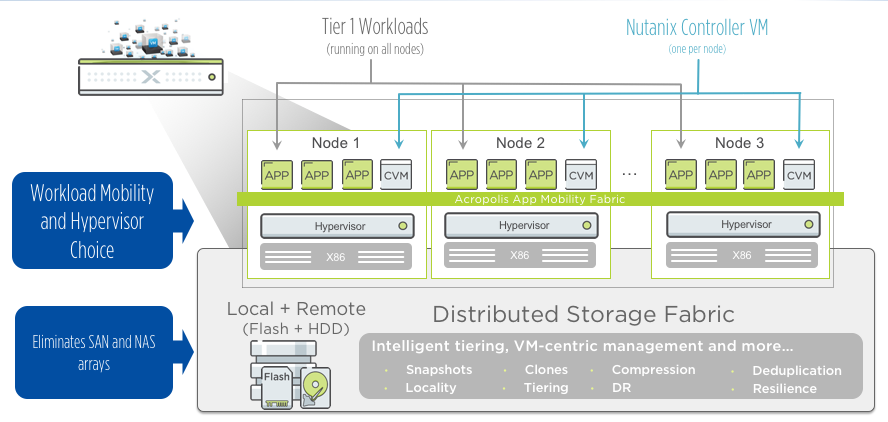 Tier 1 Workloads
(running on all nodes)
Nutanix Controller VM
(one per node)
Node 1
Node 2
Node 3
APP APP APP CVM
APP APP APP CVM
...
APP APP APP CVM
Acropolis App Mobility Fabric
Hypervisor
Hypervisor
Hypervisor
X86
X86
X86
Workload Mobility
and Hypervisor
Choice
Eliminates SAN and NAS
arrays
Local + Remote
(Flash + HDD)
Flash
Distributed Storage Fabric
Intelligent tiering, VM-centric management and more...
· Snapshots · Clones · Compression · Deduplication
· Locality · Tiering · DR · Resilience